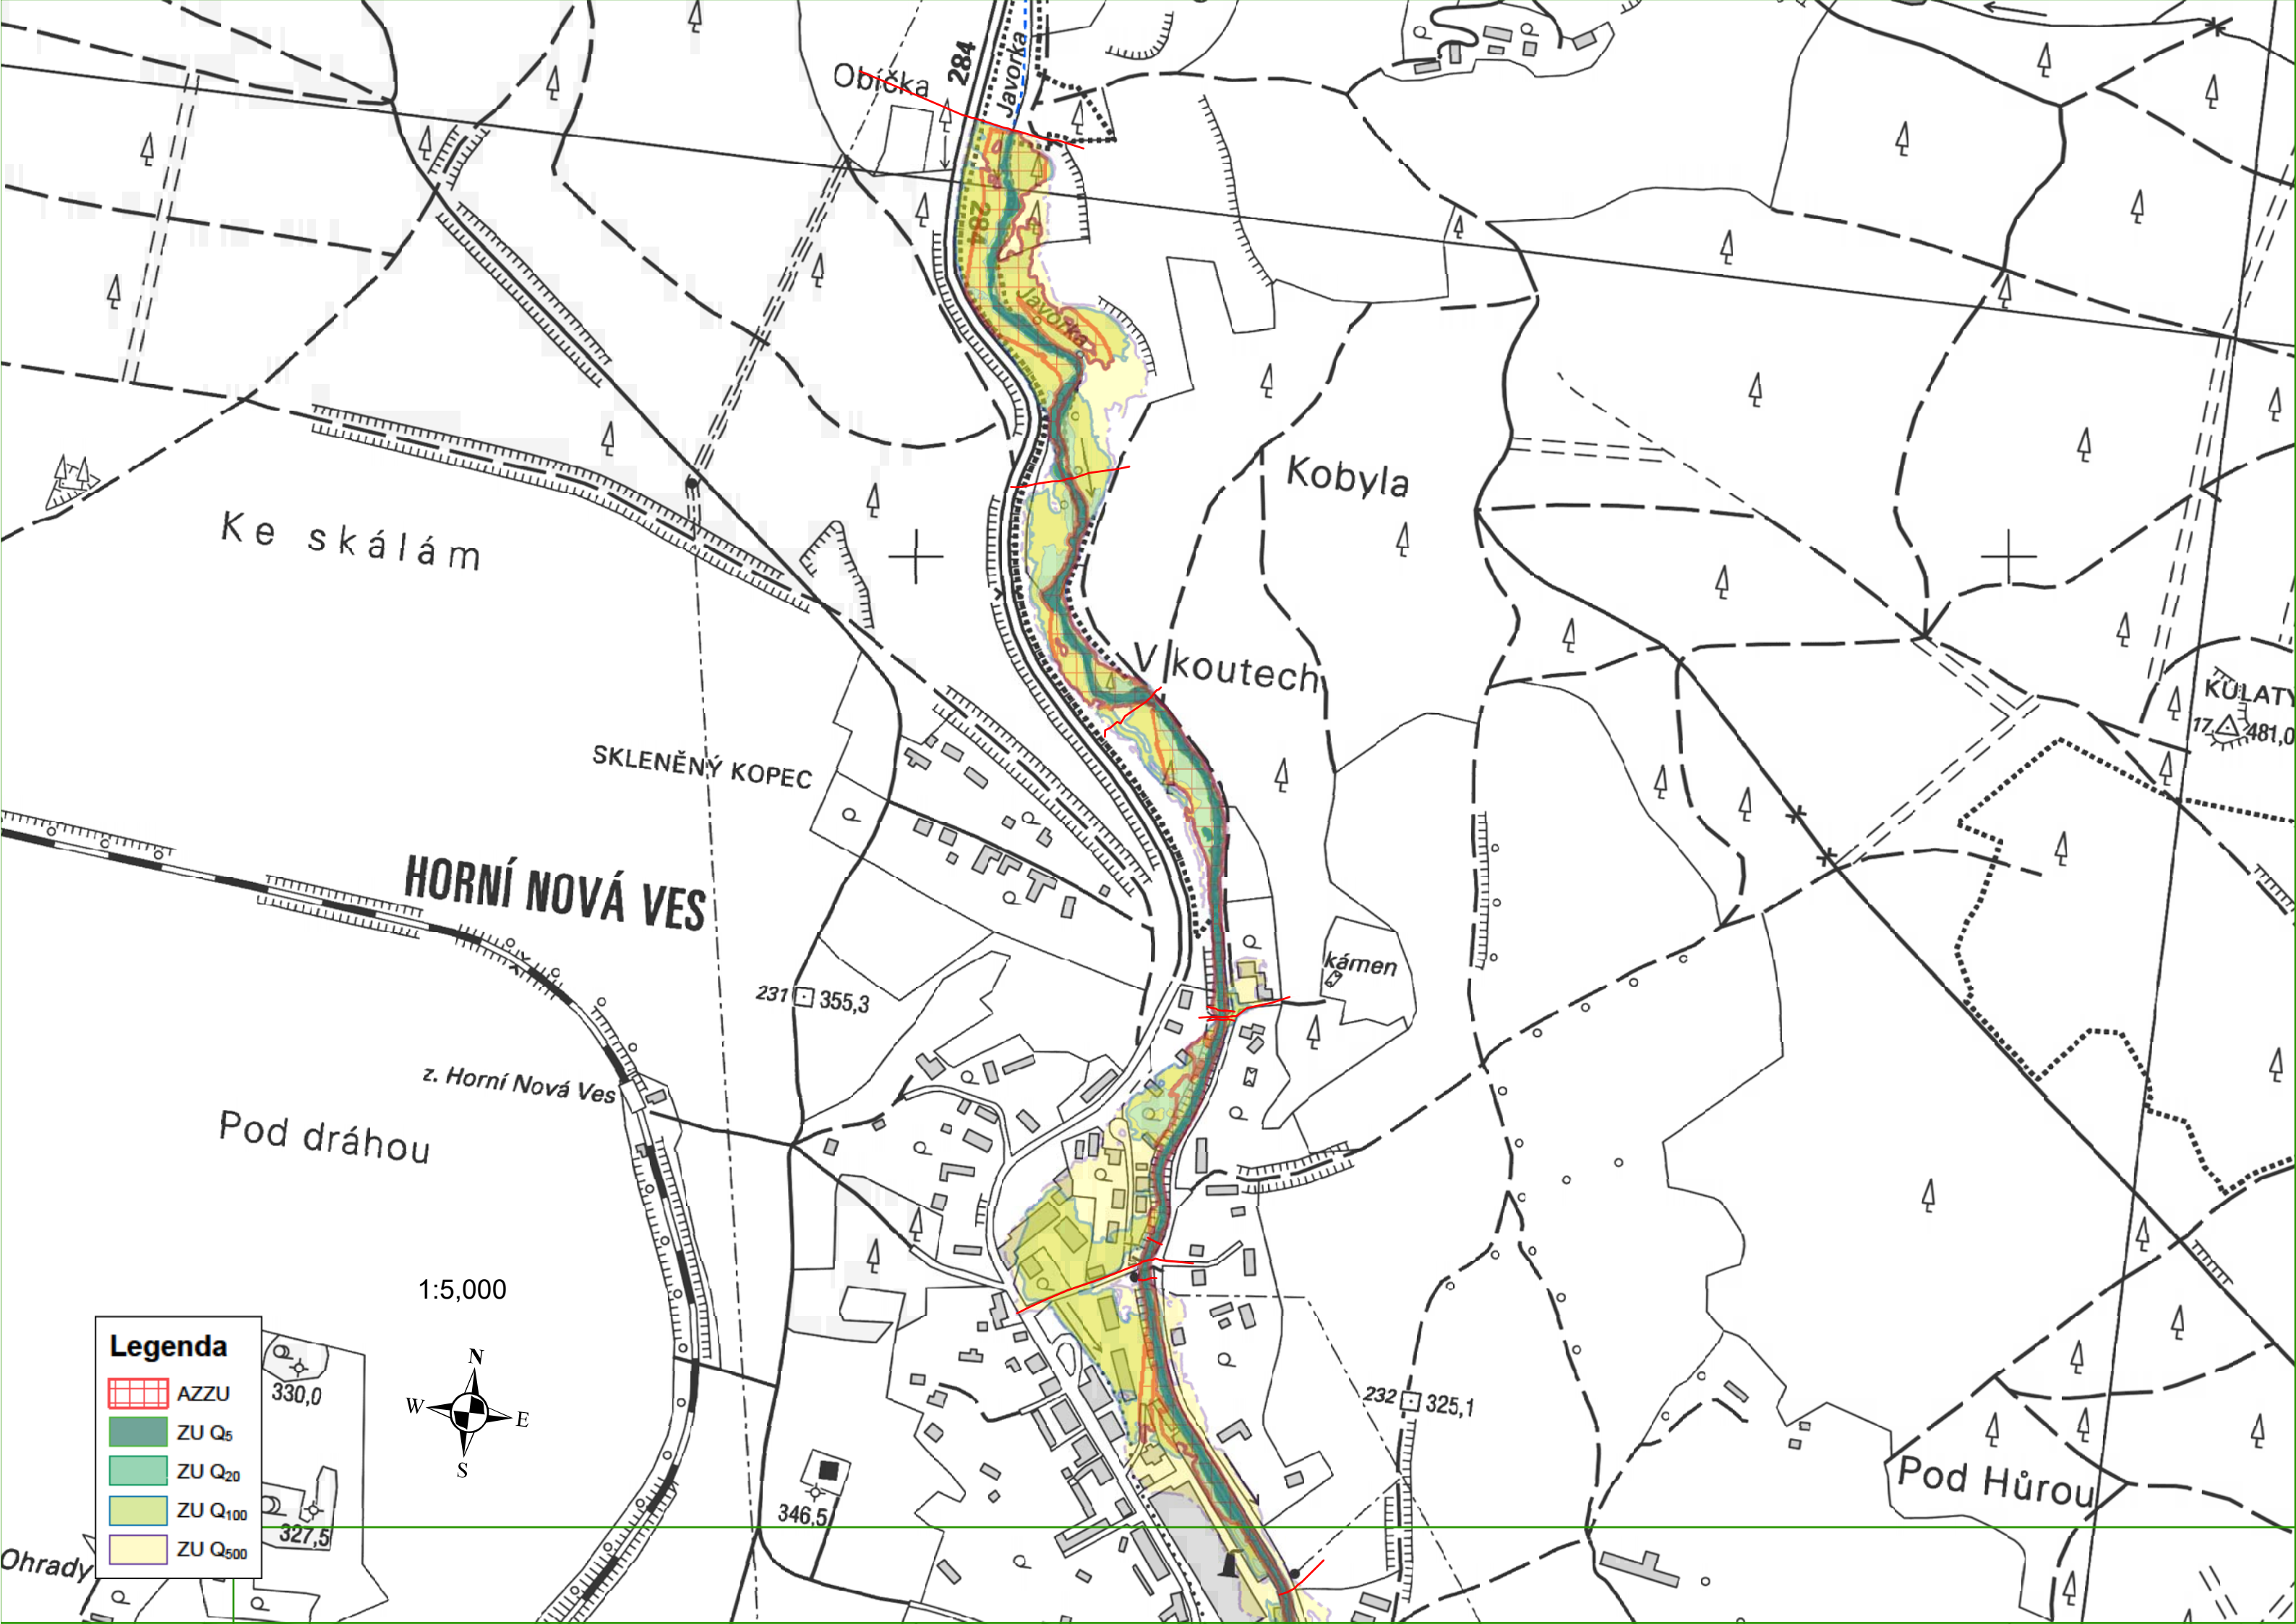 Obíčka
284
Javorka
284
Javorka
Kobyla
Ke skálám
V koutech
SKLENĚNÝ KOPEC
17
481,0
HORNÍ NOVÁ VES
kámen
231 355,3
z. Horní Nová Ves
Pod dráhou
1:5,000
Legenda
AZZU
ZU Q5
ZU Q20
ZU Q100
ZU Q500
330,0
327,5
N
W
E
S
346,5
232 325,1
Pod Hůrou
Ohrady